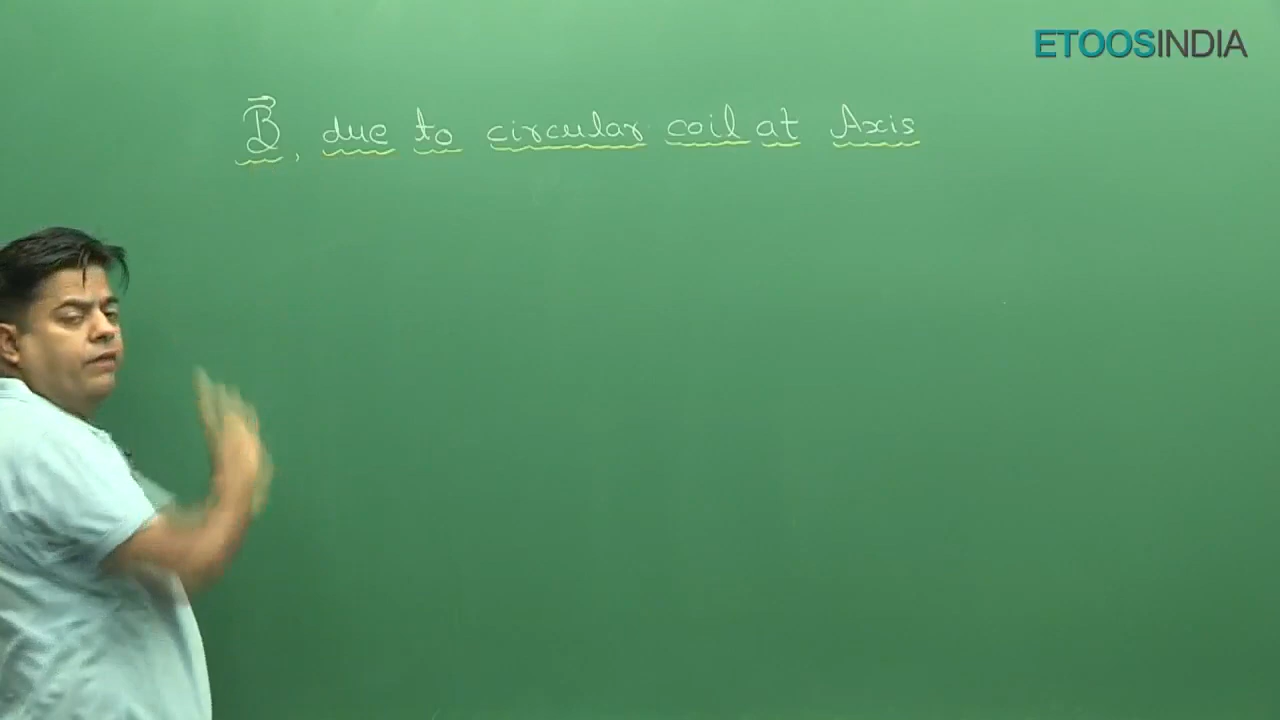 ETOOSINDIA
B⃗, due to circular coil at Axis